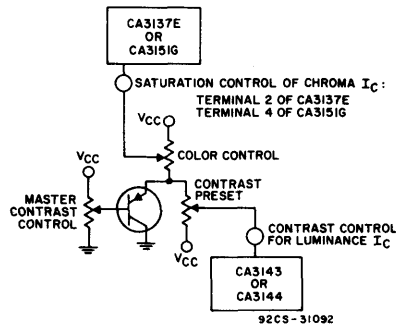 CA3137E
OR
CA3151G
SATURATION CONTROL OF CHROMA IC:
TERMINAL 2 OF CA3137E
TERMINAL 4 OF CA3151G
VCC
COLOR CONTROL
VCC
CONTRAST
PRESET
MASTER
CONTRAST
CONTROL
CONTRAST CONTROL
FOR LUMINANCE IC
VCC
CA3143
OR
CA3144
92CS-31092